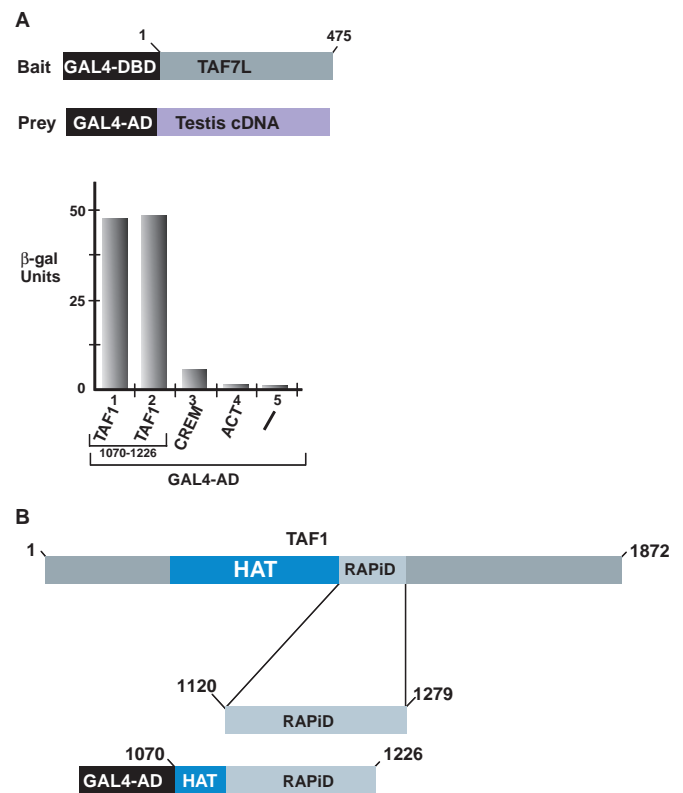 A
1 475
Bait GAL4-DBD TAF7L
Prey GAL4-AD Testis cDNA
50
β-gal
Units
25
0
1 2 3 4 5
TAF1 TAF1 CREM ACT —
1070-1226
GAL4-AD
B
TAF1
1 1872
HAT RAPiD
1120 1279
RAPiD
1070 1226
GAL4-AD HAT RAPiD